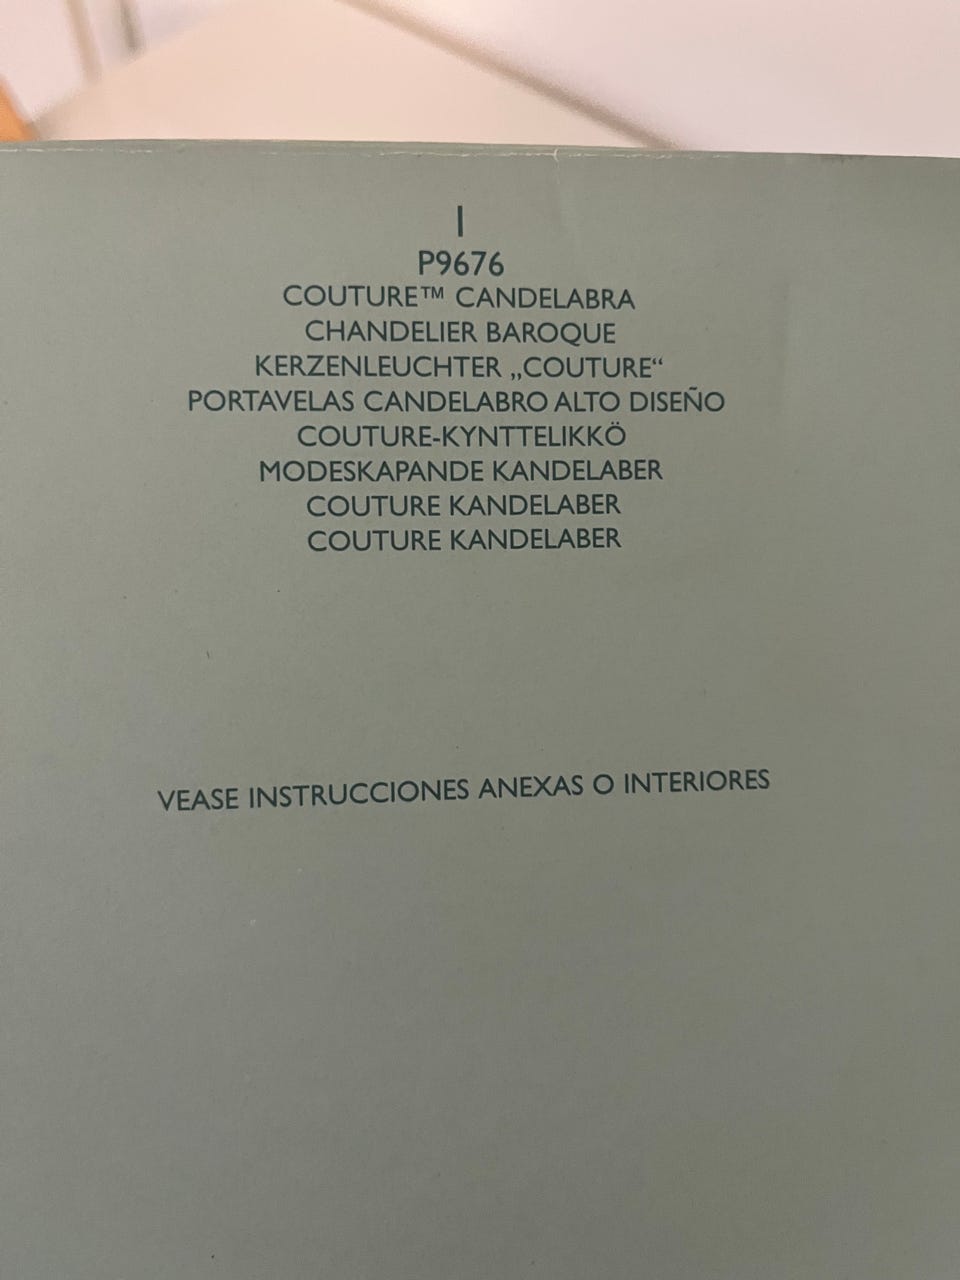 1
P9676
COUTURE™ CANDELABRA
CHANDELIER BAROQUE
KERZENLEUCHTER „COUTURE“
PORTAVELAS CANDELABRO ALTO DISEÑO
COUTURE-KYNTTELIKKÖ
MODESKAPANDE KANDELABER
COUTURE KANDELABER
COUTURE KANDELABER
VEASE INSTRUCCIONES ANEXAS O INTERIORES